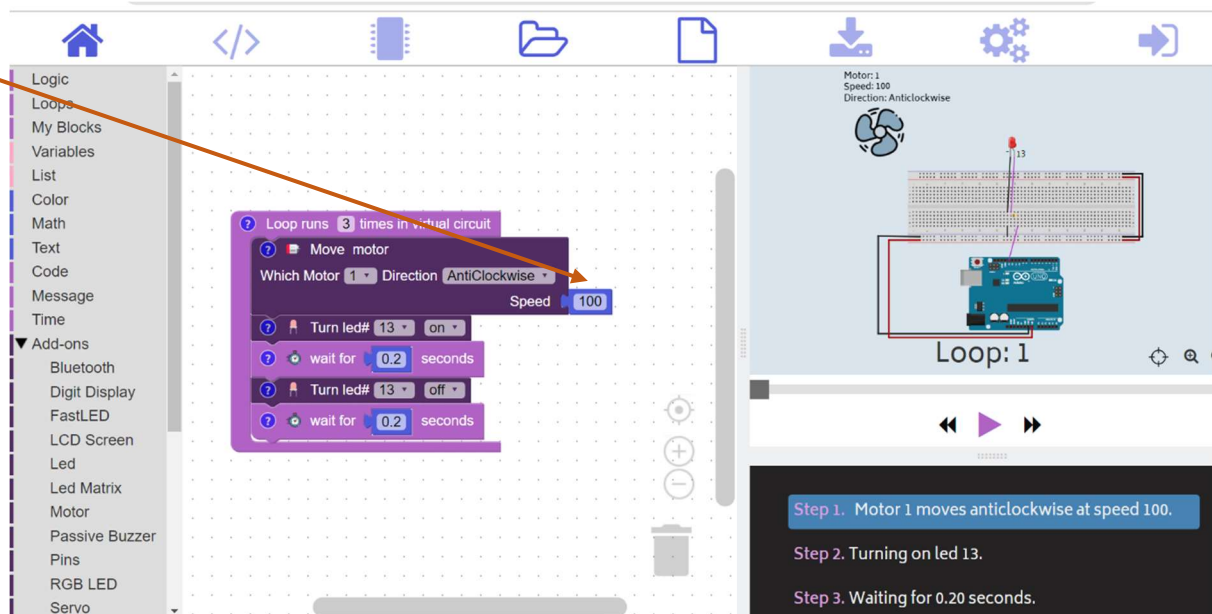 Logic
Loops
My Blocks
Variables
List
Color
Math
Text
Code
Message
Time
Add-ons
Bluetooth
Digit Display
FastLED
LCD Screen
Led
Led Matrix
Motor
Passive Buzzer
Pins
RGB LED
Servo
Loop runs 3 times in virtual circuit
Move motor
Which Motor 1 Direction AntiClockwise
Speed 100
Turn led# 13 on
wait for 0.2 seconds
Turn led# 13 off
wait for 0.2 seconds
Motor: 1
Speed: 100
Direction: Anticlockwise
13
Loop: 1
Step 1. Motor 1 moves anticlockwise at speed 100.
Step 2. Turning on led 13.
Step 3. Waiting for 0.20 seconds.